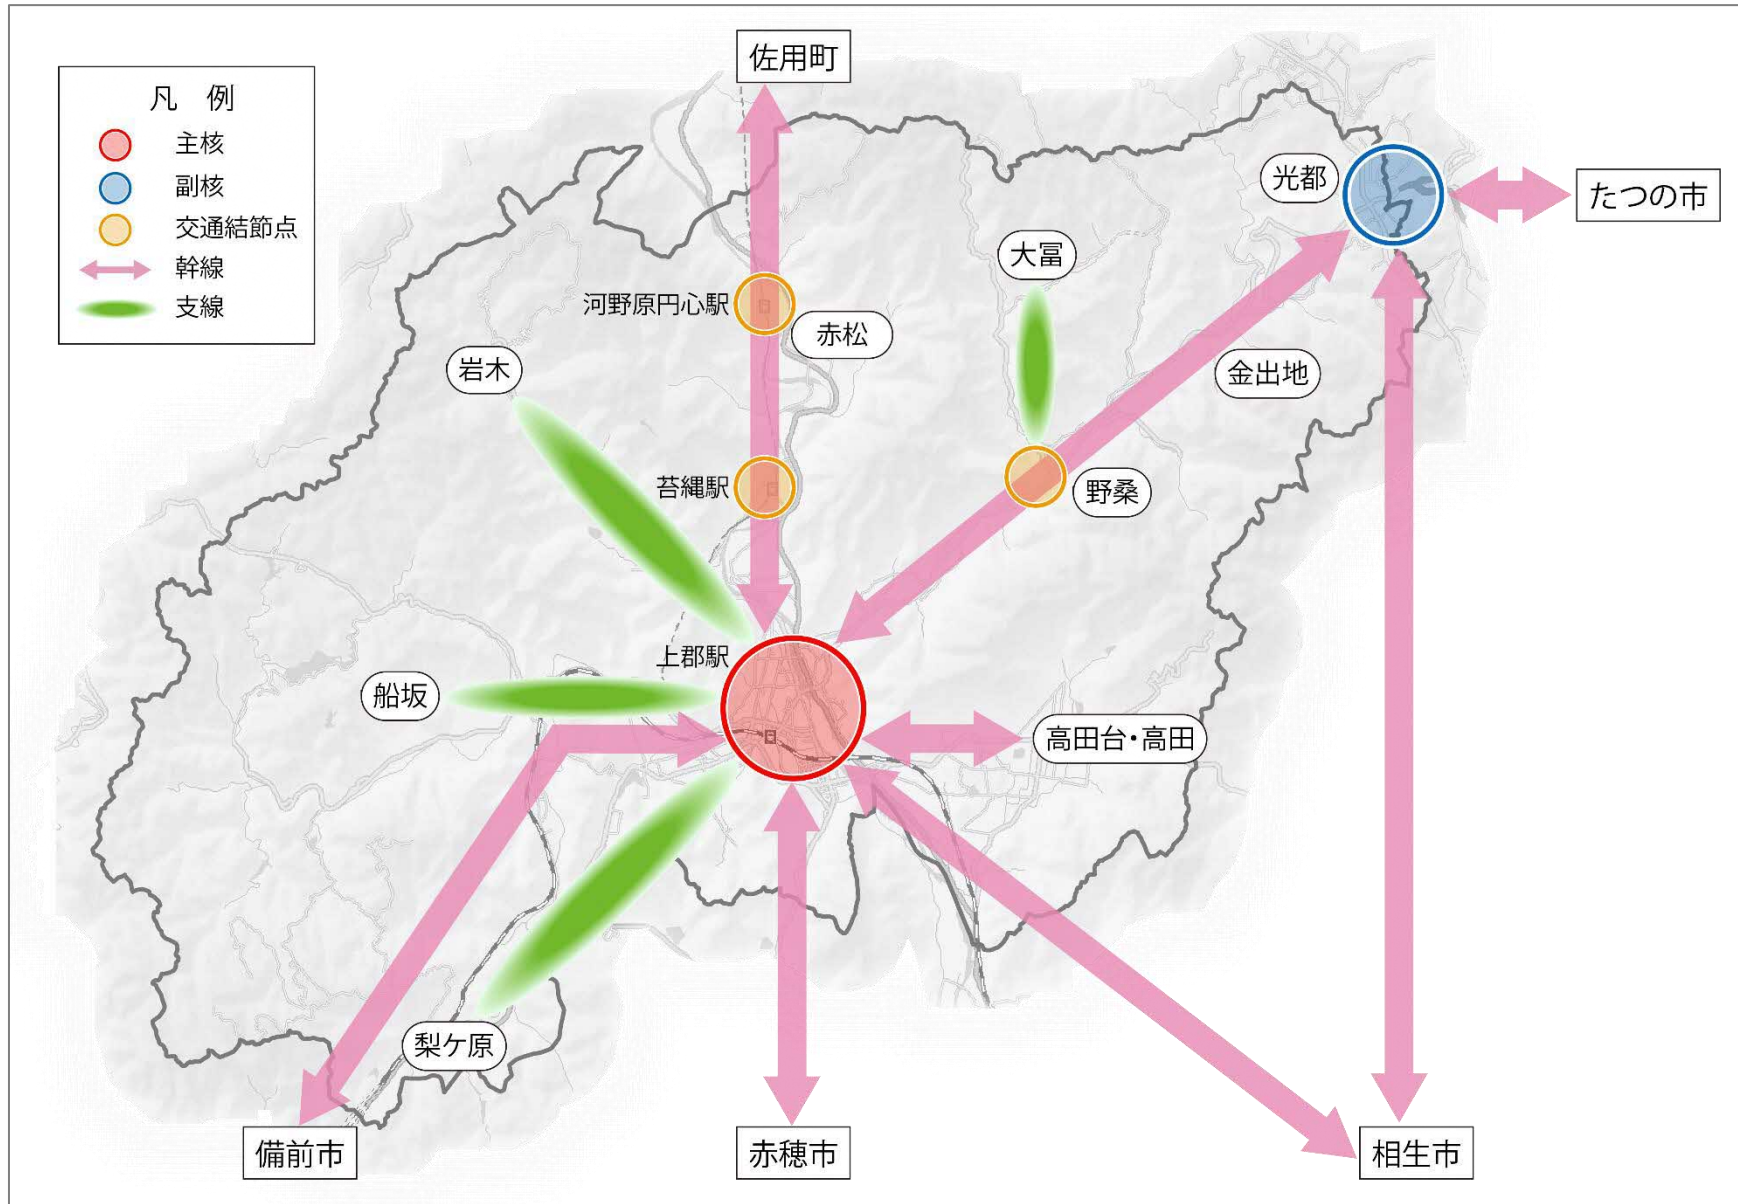 佐用町
凡 例
主核
副核
交通結節点
幹線
支線
光都
たつの市
大冨
河野原円心駅
赤松
岩木
金出地
苔縄駅
野桑
上郡駅
船坂
高田台・高田
梨ケ原
備前市
赤穂市
相生市